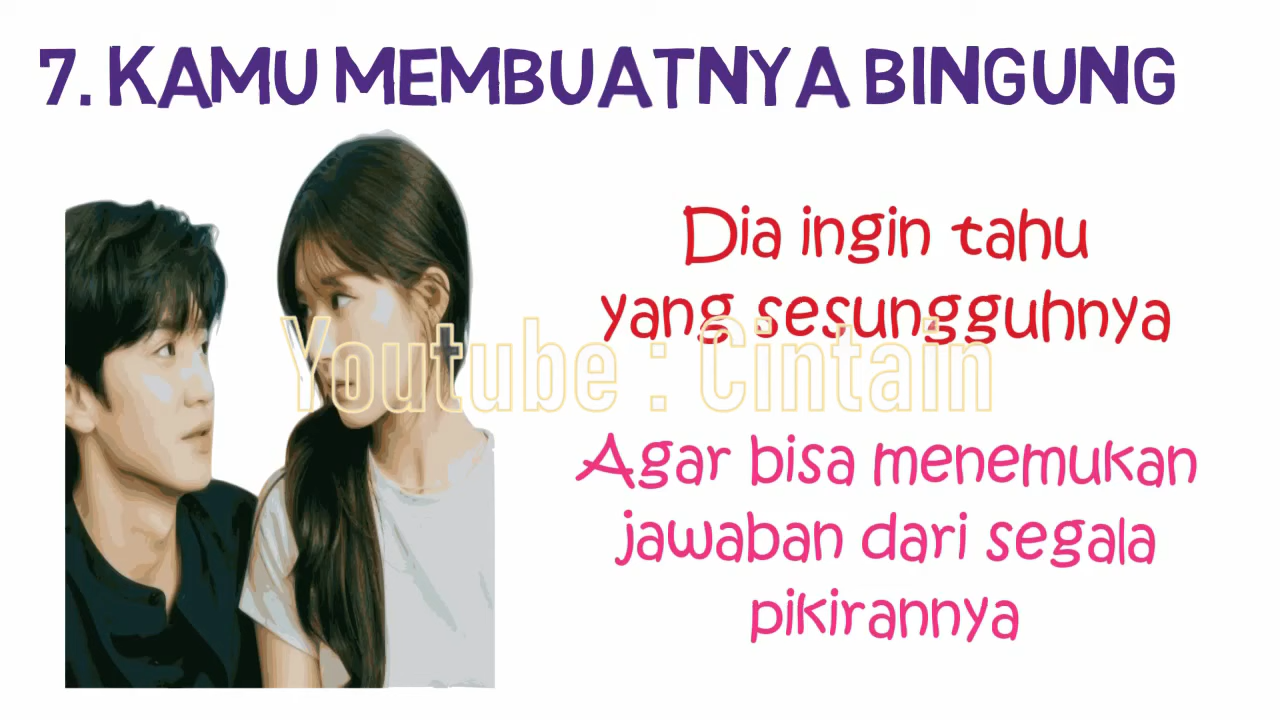 7. KAMU MEMBUATNYA BINGUNG
Dia ingin tahu
yang sesungguhnya
Youtube : Cintain
Agar bisa menemukan
jawaban dari segala
pikirannya